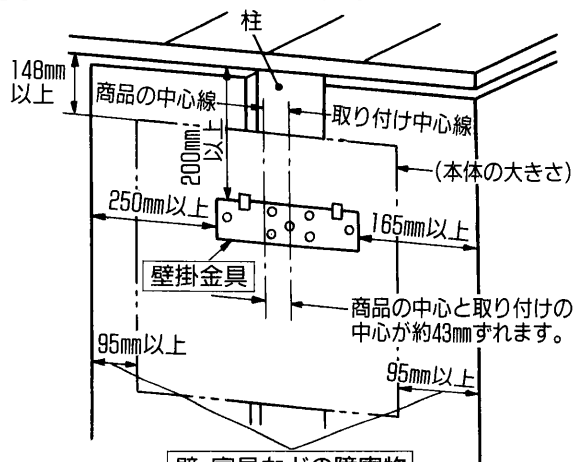 柱
148mm
以上
商品の中心線
取り付け中心線
200mm
以上
(本体の大きさ)
250mm以上
165mm以上
壁掛金具
商品の中心と取り付けの
中心が約43mmずれます。
95mm以上
95mm以上